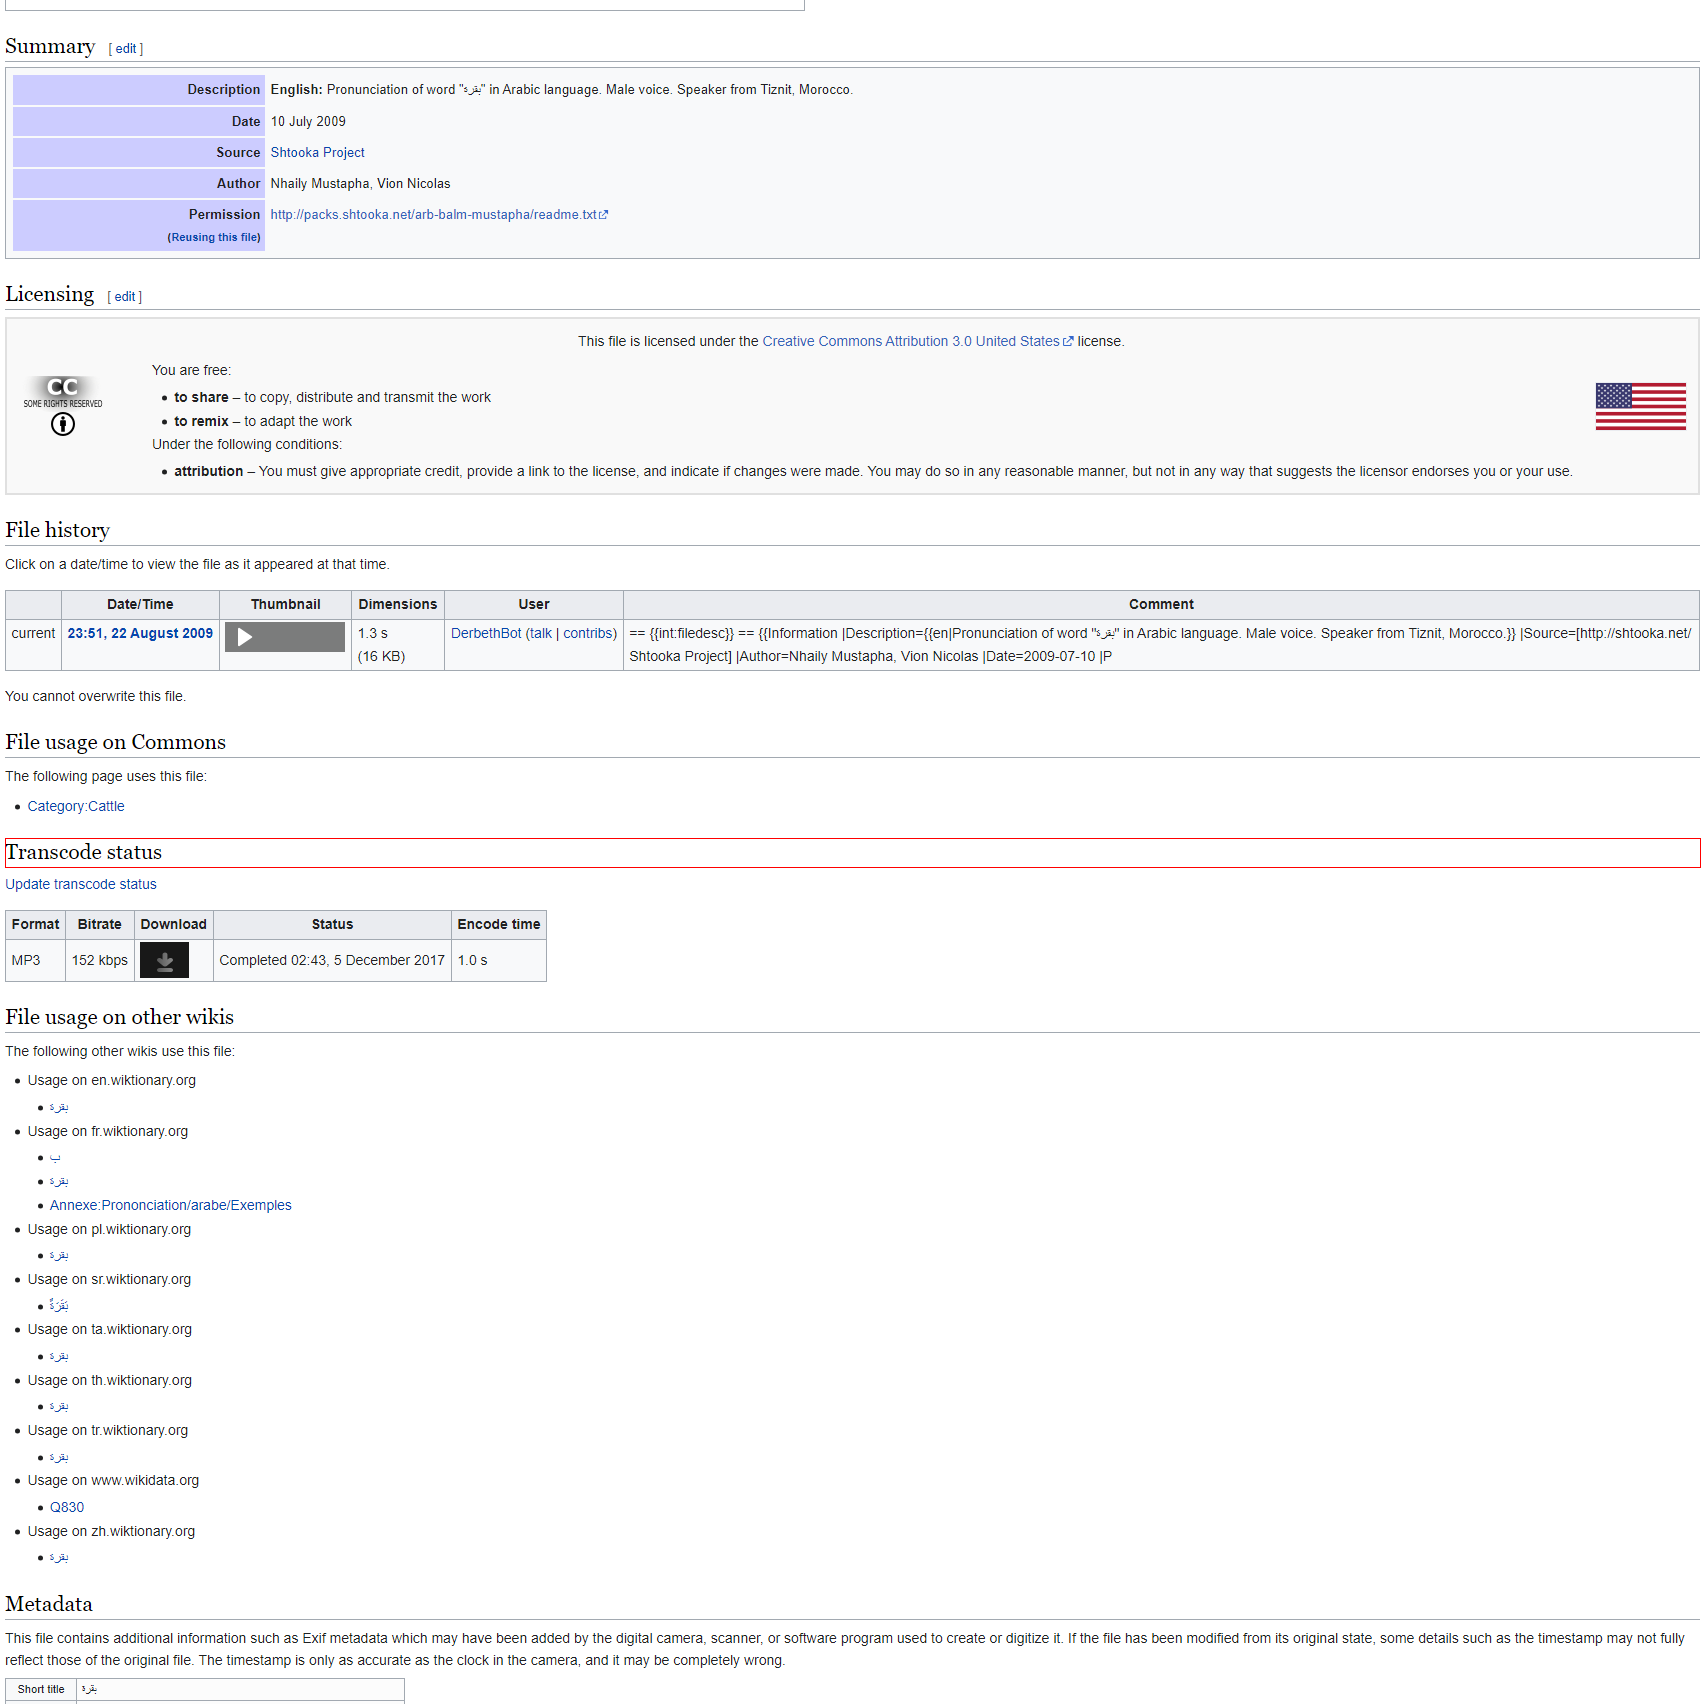 Summary [ edit ]
Description English: Pronunciation of word "بقرة" in Arabic language. Male voice. Speaker from Tiznit, Morocco.
Date 10 July 2009
Source Shtooka Project
Author Nhaily Mustapha, Vion Nicolas
Permission http://packs.shtooka.net/arb-balm-mustapha/readme.txt
(Reusing this file)
Licensing [ edit ]
This file is licensed under the Creative Commons Attribution 3.0 United States license.
CC
SOME RIGHTS RESERVED
You are free:
• to share – to copy, distribute and transmit the work
• to remix – to adapt the work
Under the following conditions:
• attribution – You must give appropriate credit, provide a link to the license, and indicate if changes were made. You may do so in any reasonable manner, but not in any way that suggests the licensor endorses you or your use.
File history
Click on a date/time to view the file as it appeared at that time.
Date/Time Thumbnail Dimensions User Comment
current 23:51, 22 August 2009 1.3 s DerbethBot (talk | contribs) == {{int:filedesc}} == {{Information |Description={{en|Pronunciation of word "بقرة" in Arabic language. Male voice. Speaker from Tiznit, Morocco.}} |Source=[http://shtooka.net/
(16 KB) Shtooka Project] |Author=Nhaily Mustapha, Vion Nicolas |Date=2009-07-10 |P
You cannot overwrite this file.
File usage on Commons
The following page uses this file:
• Category:Cattle
Transcode status
Update transcode status
Format Bitrate Download Status Encode time
MP3 152 kbps Completed 02:43, 5 December 2017 1.0 s
File usage on other wikis
The following other wikis use this file:
• Usage on en.wiktionary.org
• بقرة
• Usage on fr.wiktionary.org
• ب
• بقرة
• Annexe:Prononciation/arabe/Exemples
• Usage on pl.wiktionary.org
• بقرة
• Usage on sr.wiktionary.org
• بَقَرَةٌ
• Usage on ta.wiktionary.org
• بقرة
• Usage on th.wiktionary.org
• بقرة
• Usage on tr.wiktionary.org
• بقرة
• Usage on www.wikidata.org
• Q830
• Usage on zh.wiktionary.org
• بقرة
Metadata
This file contains additional information such as Exif metadata which may have been added by the digital camera, scanner, or software program used to create or digitize it. If the file has been modified from its original state, some details such as the timestamp may not fully
reflect those of the original file. The timestamp is only as accurate as the clock in the camera, and it may be completely wrong.
Short title بقرة